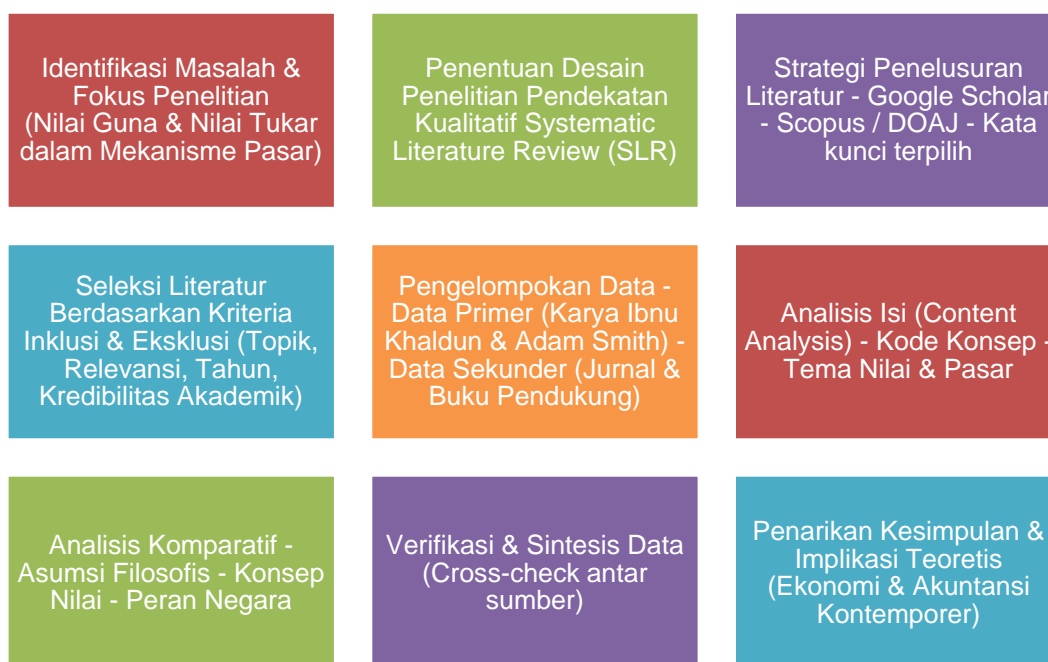 Identifikasi Masalah &
Fokus Penelitian
(Nilai Guna & Nilai Tukar
dalam Mekanisme Pasar)
Penentuan Desain
Penelitian Pendekatan
Kualitatif Systematic
Literature Review (SLR)
Strategi Penelusuran
Literatur - Google Scholar
- Scopus / DOAJ - Kata
kunci terpilih
Seleksi Literatur
Berdasarkan Kriteria
Inklusi & Eksklusi (Topik,
Relevansi, Tahun,
Kredibilitas Akademik)
Pengelompokan Data -
Data Primer (Karya Ibnu
Khaldun & Adam Smith) -
Data Sekunder (Jurnal &
Buku Pendukung)
Analisis Isi (Content
Analysis) - Kode Konsep -
Tema Nilai & Pasar
Analisis Komparatif -
Asumsi Filosofis - Konsep
Nilai - Peran Negara
Verifikasi & Sintesis Data
(Cross-check antar
sumber)
Penarikan Kesimpulan &
Implikasi Teoretis
(Ekonomi & Akuntansi
Kontemporer)